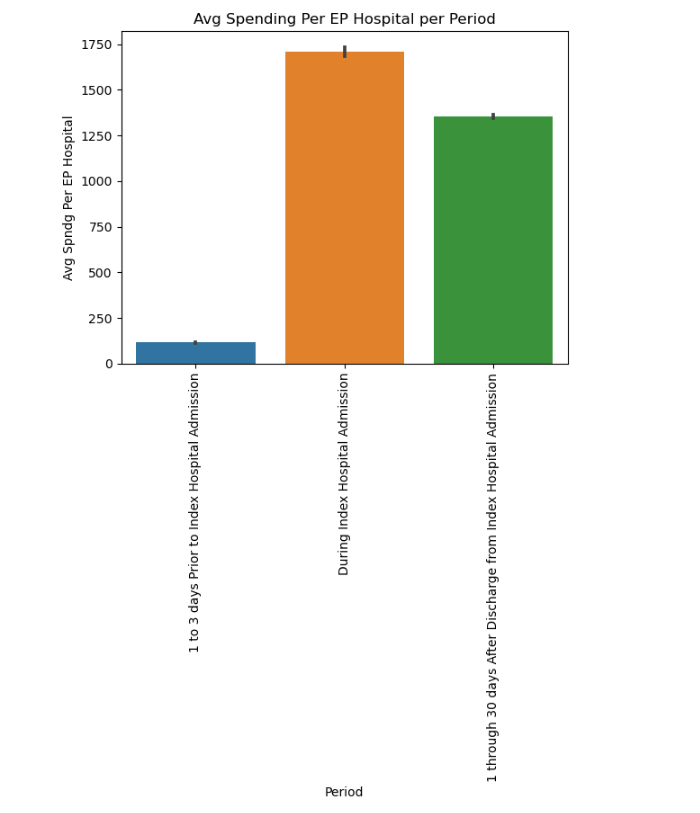 Avg Spending Per EP Hospital per Period
Avg Spndg Per EP Hospital
1750
1500
1250
1000
750
500
250
0
1 to 3 days Prior to Index Hospital Admission
During Index Hospital Admission
1 through 30 days After Discharge from Index Hospital Admission
Period